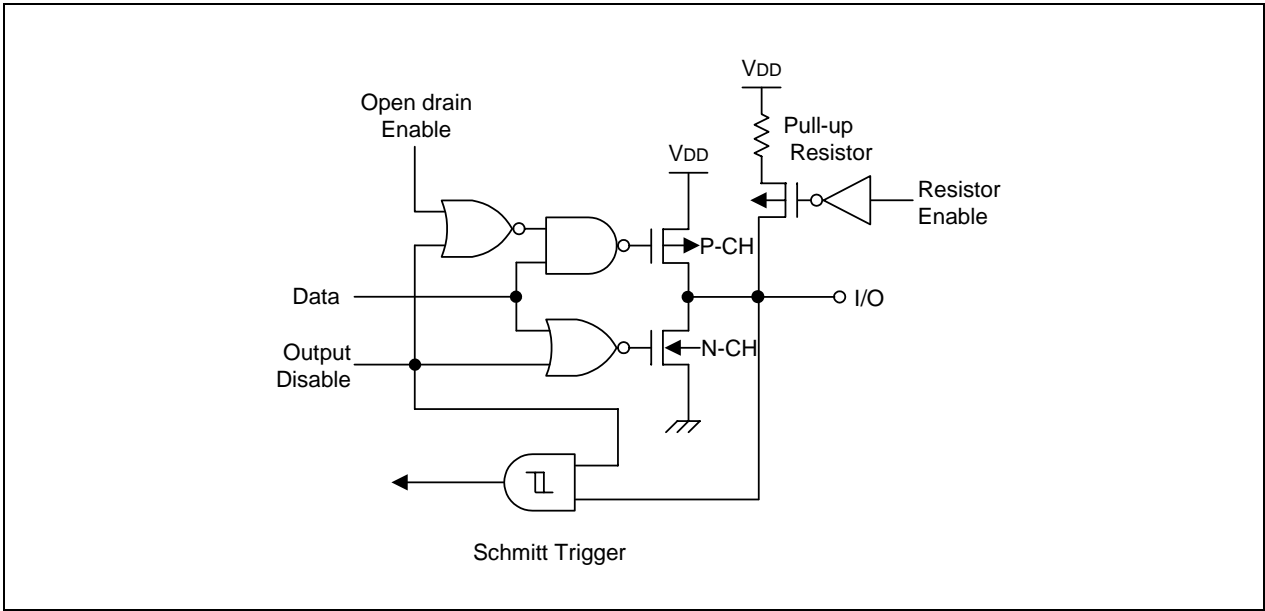 VDD
Open drain
Enable
Pull-up
Resistor
VDD
Resistor
Enable
P-CH
Data
I/O
Output
Disable
N-CH
Schmitt Trigger